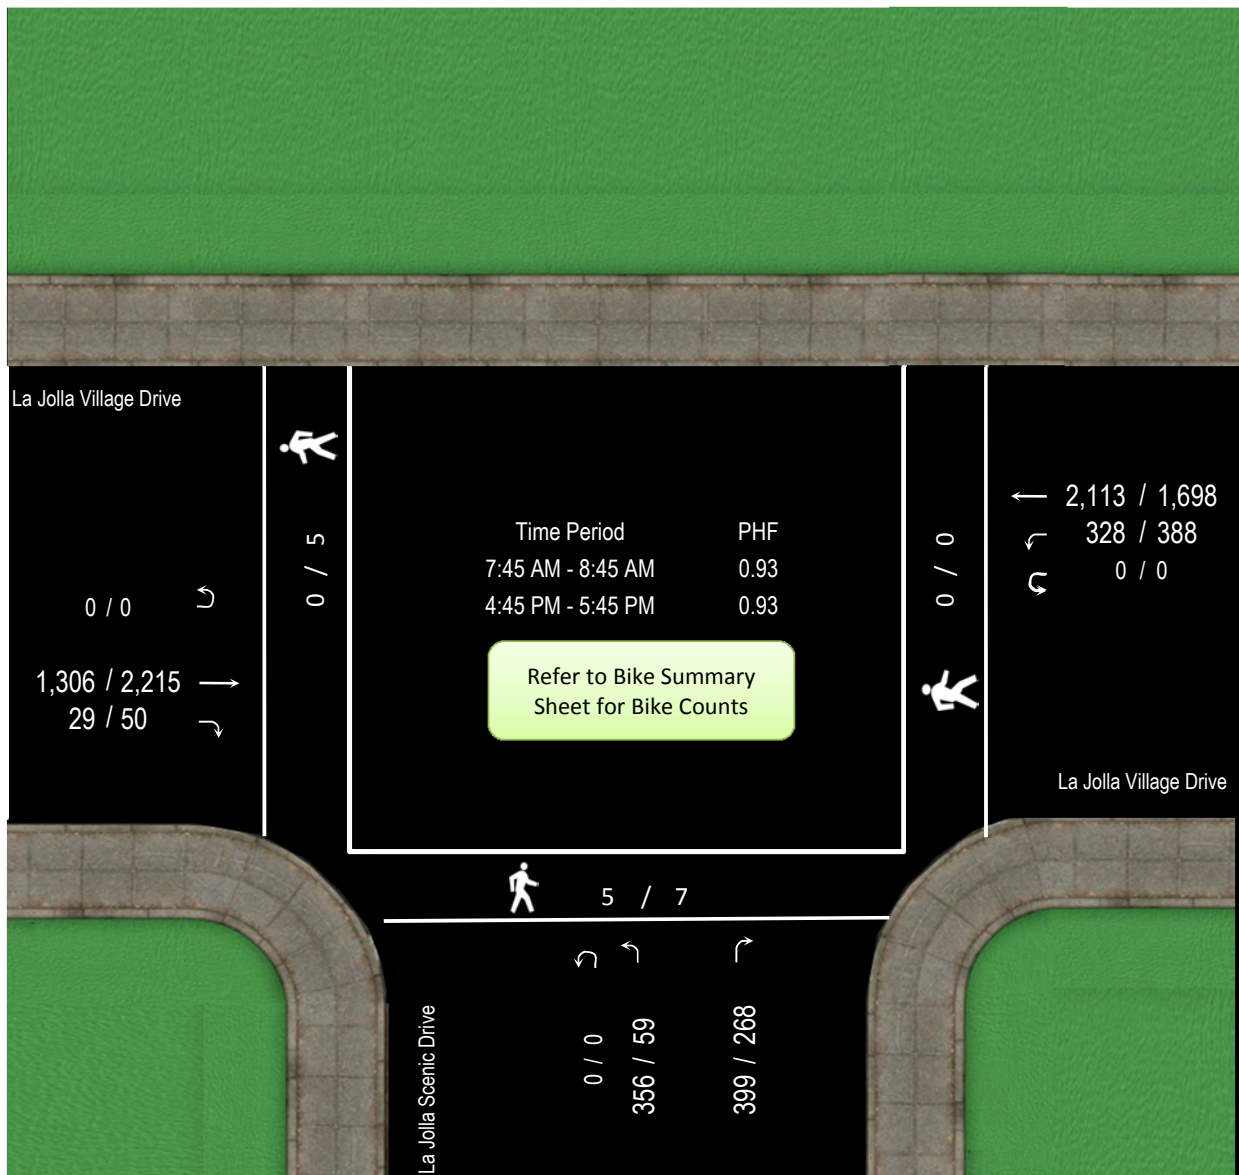 La Jolla Village Drive
0 / 5
0 / 0
1,306 / 2,215
29 / 50
Time Period PHF
7:45 AM - 8:45 AM 0.93
4:45 PM - 5:45 PM 0.93
Refer to Bike Summary
Sheet for Bike Counts
0 / 0
2,113 / 1,698
328 / 388
0 / 0
La Jolla Village Drive
5 / 7
La Jolla Scenic Drive
0 / 0
356 / 59
399 / 268